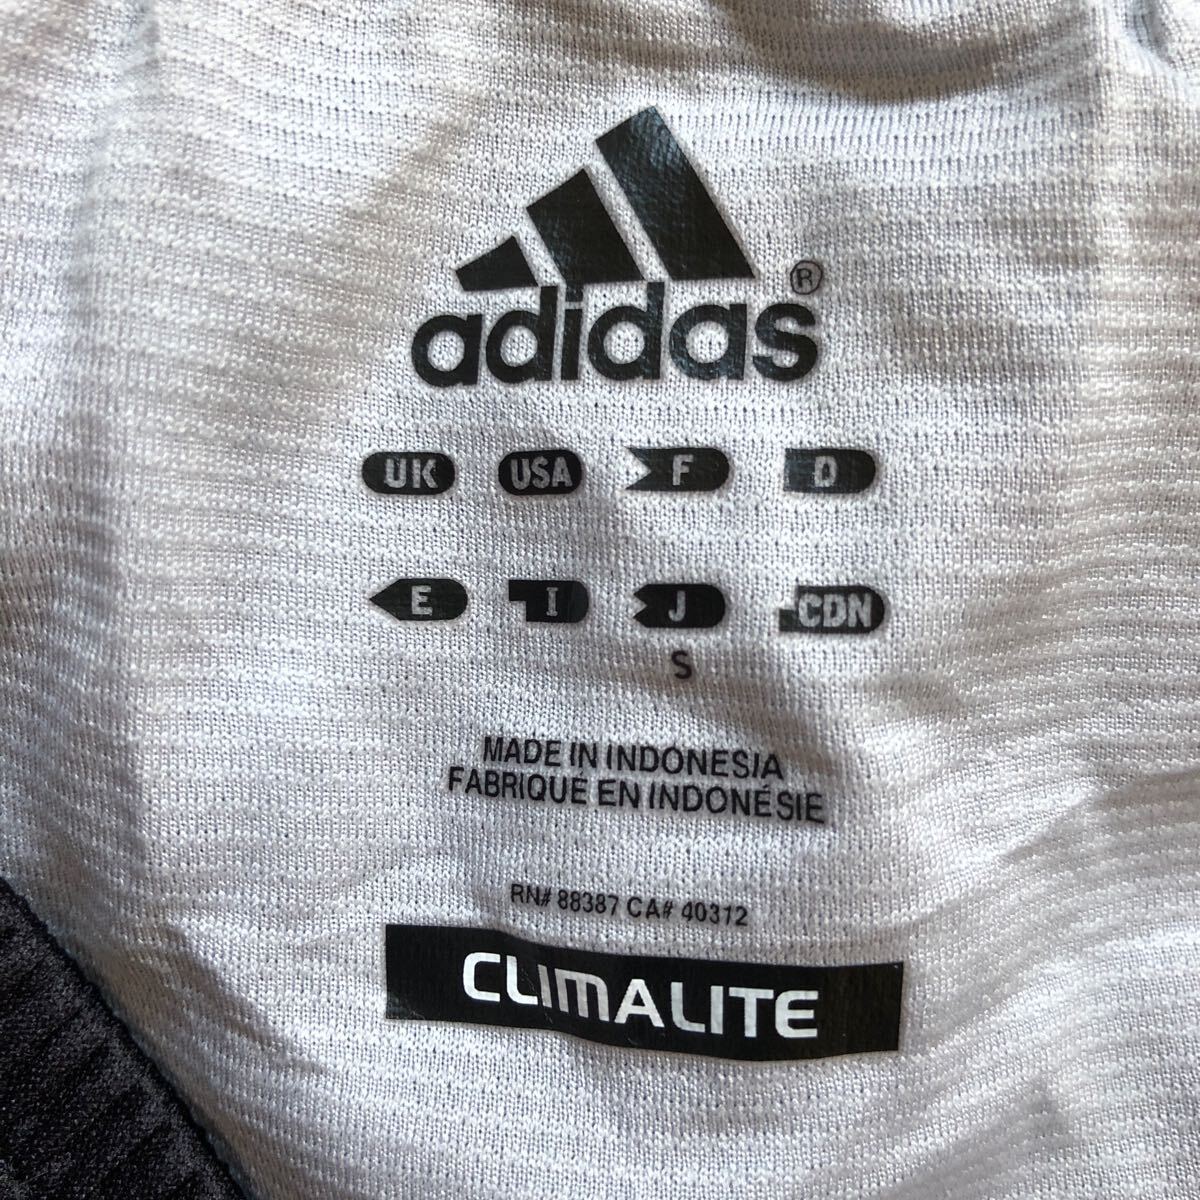 adidas®
UK USA F D
E I J CDN
S
MADE IN INDONESIA
FABRIQUÉ EN INDONÉSIE
RN# 88387 CA# 40312
CLIMALITE